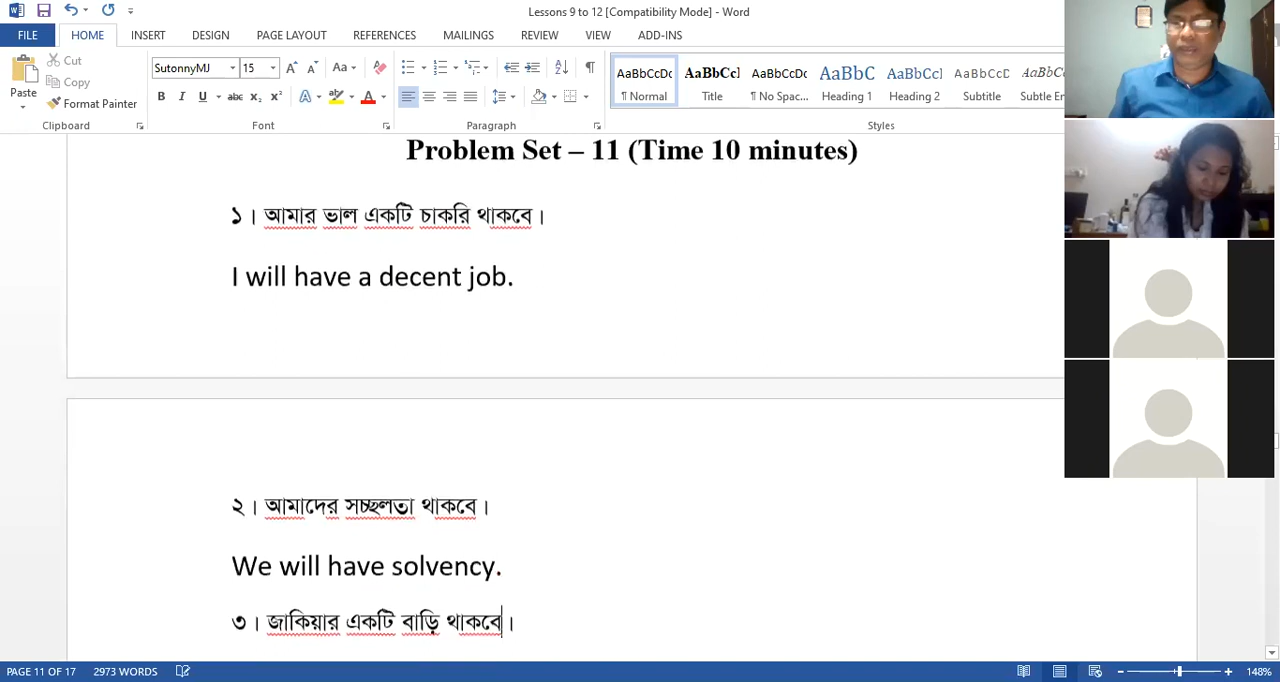 Lessons 9 to 12 [Compatibility Mode] - Word
FILE HOME INSERT DESIGN PAGE LAYOUT REFERENCES MAILINGS REVIEW VIEW ADD-INS
Cut
Copy
Format Painter
Paste
Clipboard
SutonnyMJ 15
Font
Paragraph
AaBbCcDc AaBbCcI AaBbCcDc AaBbC AaBbCcI AaBbCcD AaBbCcD
¶ Normal Title ¶ No Spac... Heading 1 Heading 2 Subtitle Subtle Em
Styles
Problem Set – 11 (Time 10 minutes)
১। আমার ভাল একটি চাকরি থাকবে।
I will have a decent job.
২। আমাদের সচ্ছলতা থাকবে।
We will have solvency.
৩। জাকিয়ার একটি বাড়ি থাকবে।
PAGE 11 OF 17 2973 WORDS 148%